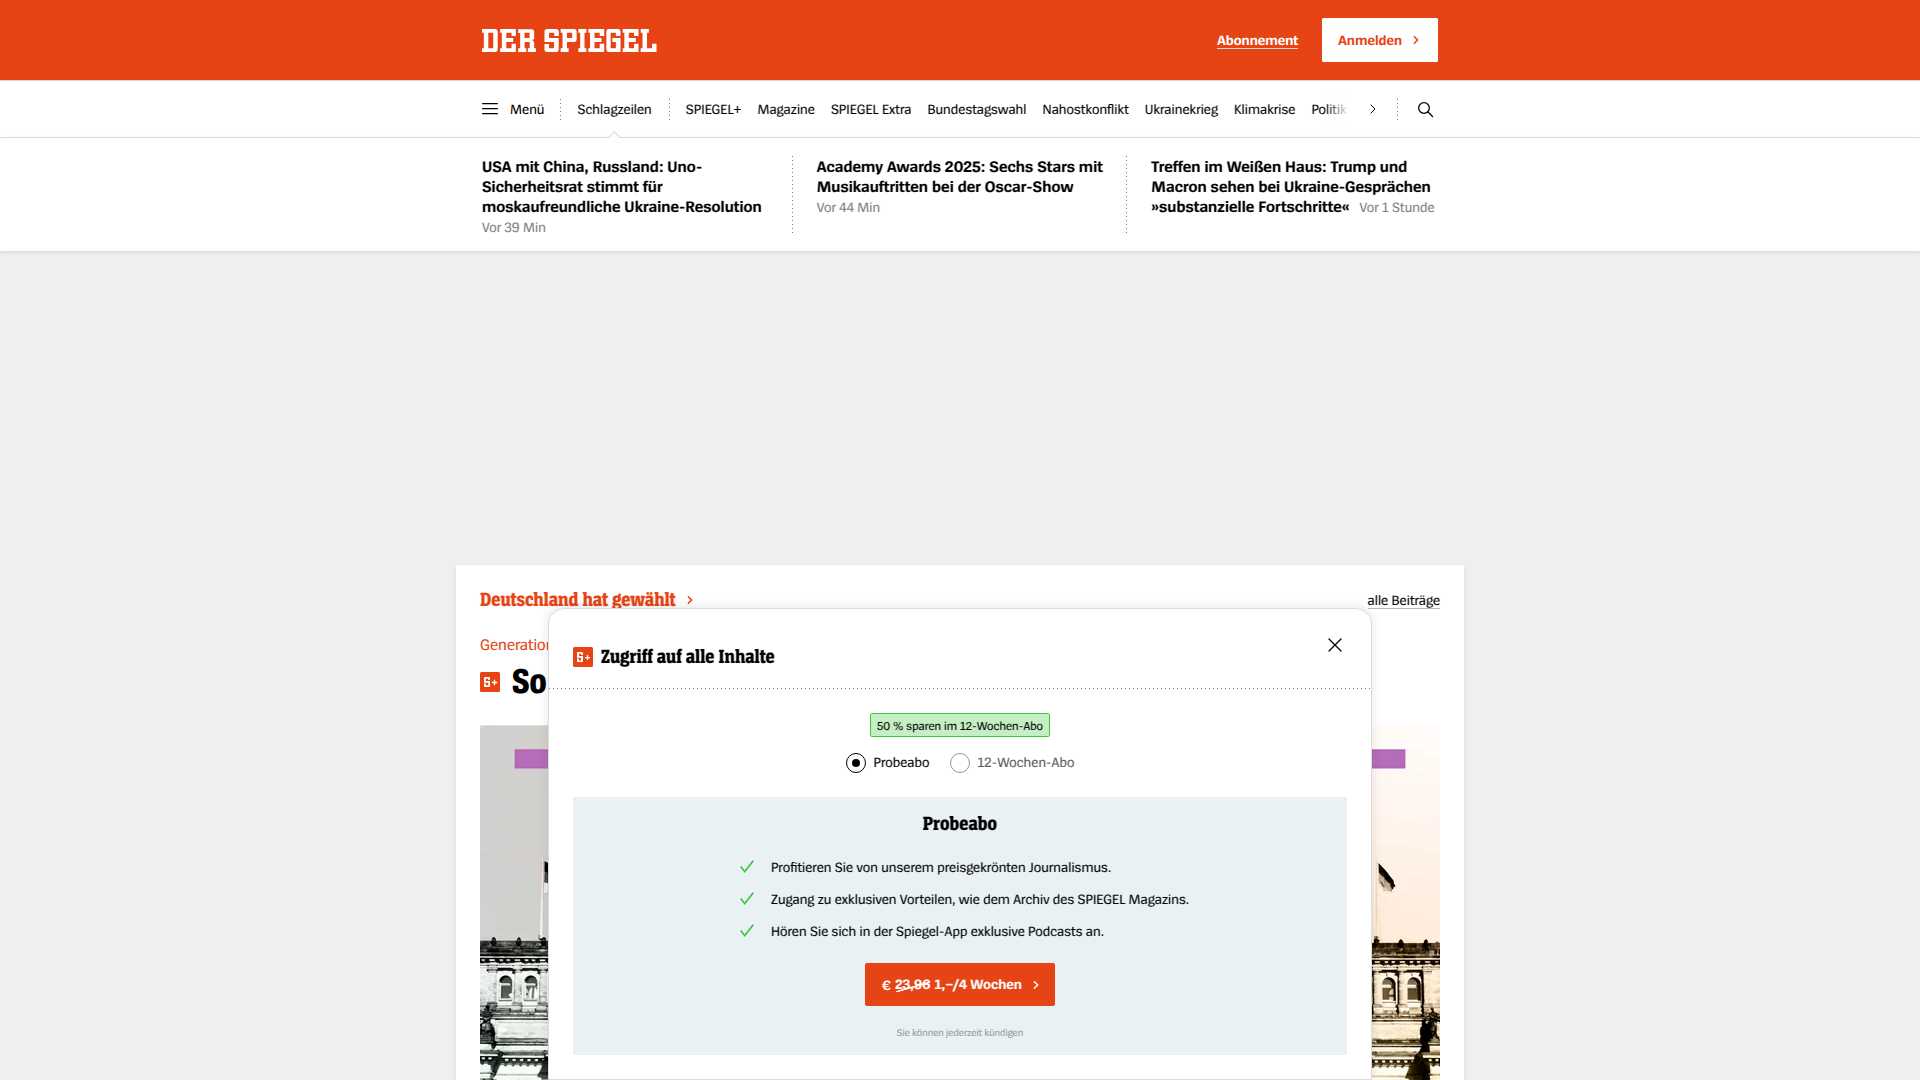 DER SPIEGEL
Abonnement
Anmelden
Menü
Schlagzeilen
SPIEGEL+
Magazine
SPIEGEL Extra
Bundestagswahl
Nahostkonflikt
Ukrainekrieg
Klimakrise
Politik
USA mit China, Russland: Uno-
Sicherheitsrat stimmt für
moskaufreundliche Ukraine-Resolution
Vor 39 Min
Academy Awards 2025: Sechs Stars mit
Musikauftritten bei der Oscar-Show
Vor 44 Min
Treffen im Weißen Haus: Trump und
Macron sehen bei Ukraine-Gesprächen
»substanzielle Fortschritte« Vor 1 Stunde
Deutschland hat gewählt
alle Beiträge
Generation
So
Zugriff auf alle Inhalte
50 % sparen im 12-Wochen-Abo
Probeabo
12-Wochen-Abo
Probeabo
Profitieren Sie von unserem preisgekrönten Journalismus.
Zugang zu exklusiven Vorteilen, wie dem Archiv des SPIEGEL Magazins.
Hören Sie sich in der Spiegel-App exklusive Podcasts an.
€ 23,96 1,–/4 Wochen
Sie können jederzeit kündigen